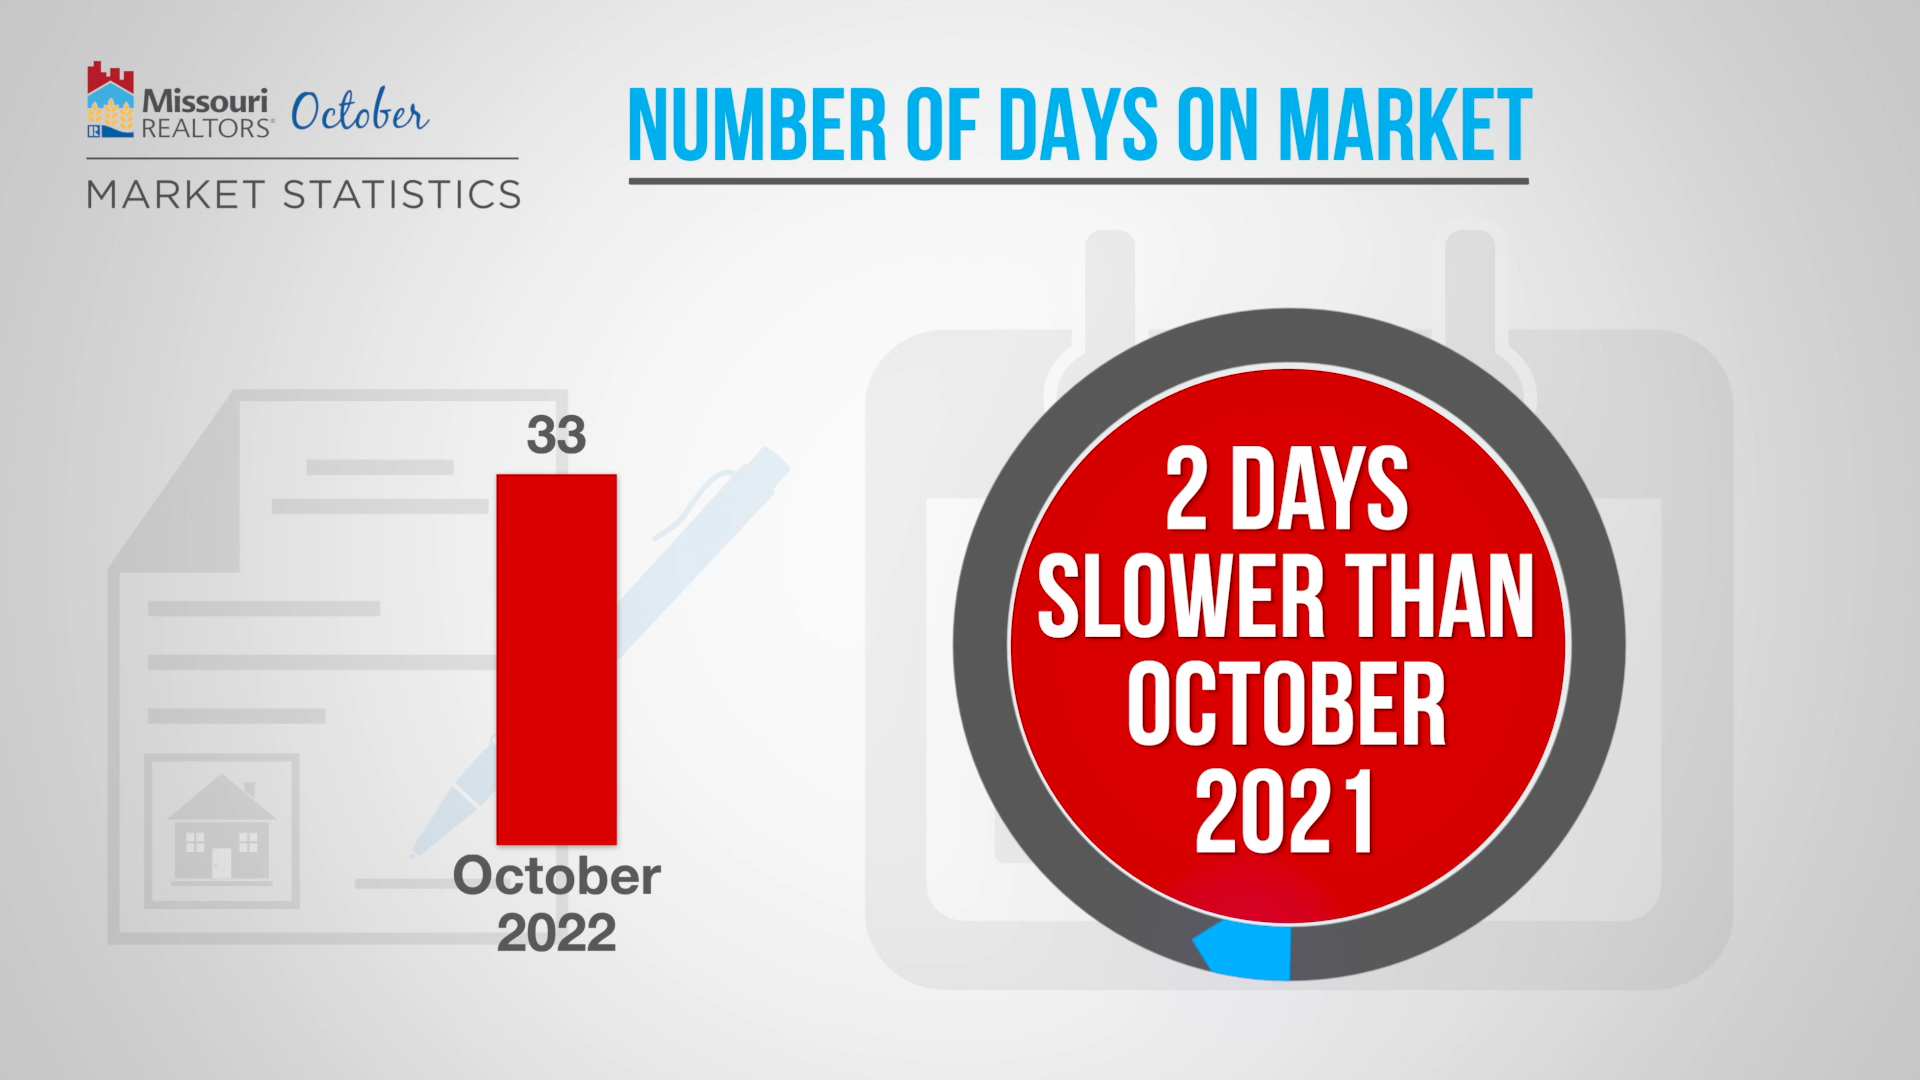 Missouri
REALTORS®
October
MARKET STATISTICS
NUMBER OF DAYS ON MARKET
33
October
2022
2 DAYS
SLOWER THAN
OCTOBER
2021